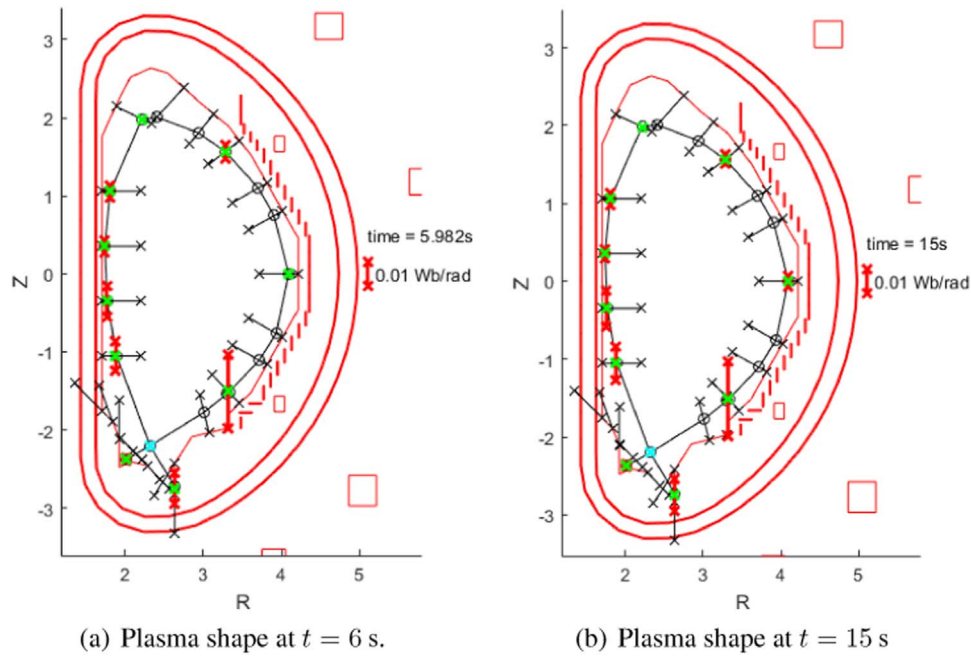 3
2
1
0
-1
-2
-3
Z
2
3
4
5
R
time = 5.982s
0.01 Wb/rad
(a) Plasma shape at t = 6 s.
3
2
1
0
-1
-2
-3
Z
2
3
4
5
R
time = 15s
0.01 Wb/rad
(b) Plasma shape at t = 15 s